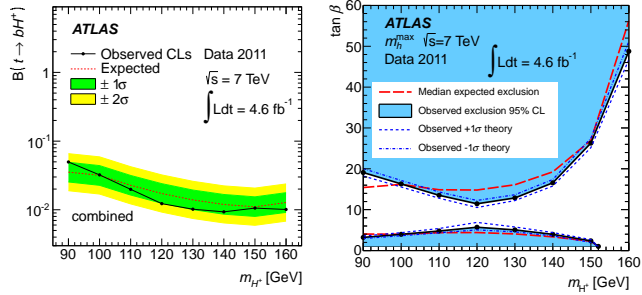 ATLAS
Observed CLs
Expected
± 1σ
± 2σ
Data 2011
√s = 7 TeV
∫Ldt = 4.6 fb⁻¹
combined
B(t → bH⁺)
1
10⁻¹
10⁻²
90 100 110 120 130 140 150 160
m_H⁺ [GeV]
ATLAS
m_h^max √s=7 TeV
Data 2011
∫Ldt = 4.6 fb⁻¹
Median expected exclusion
Observed exclusion 95% CL
Observed +1σ theory
Observed -1σ theory
tan β
60
50
40
30
20
10
0
90 100 110 120 130 140 150 160
m_H⁺ [GeV]